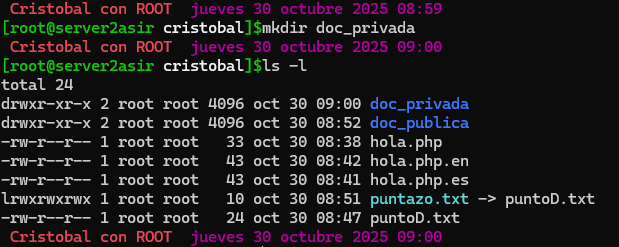 Cristobal con ROOT  jueves 30 octubre 2025 08:59
[root@server2asir cristobal]$mkdir doc_privada
Cristobal con ROOT  jueves 30 octubre 2025 09:00
[root@server2asir cristobal]$ls -l
total 24
drwxr-xr-x 2 root root 4096 oct 30 09:00 doc_privada
drwxr-xr-x 2 root root 4096 oct 30 08:52 doc_publica
-rw-r--r-- 1 root root   33 oct 30 08:38 hola.php
-rw-r--r-- 1 root root   43 oct 30 08:42 hola.php.en
-rw-r--r-- 1 root root   43 oct 30 08:41 hola.php.es
lrwxrwxrwx 1 root root   10 oct 30 08:51 puntazo.txt -> puntoD.txt
-rw-r--r-- 1 root root   24 oct 30 08:47 puntoD.txt
Cristobal con ROOT  jueves 30 octubre 2025 09:00